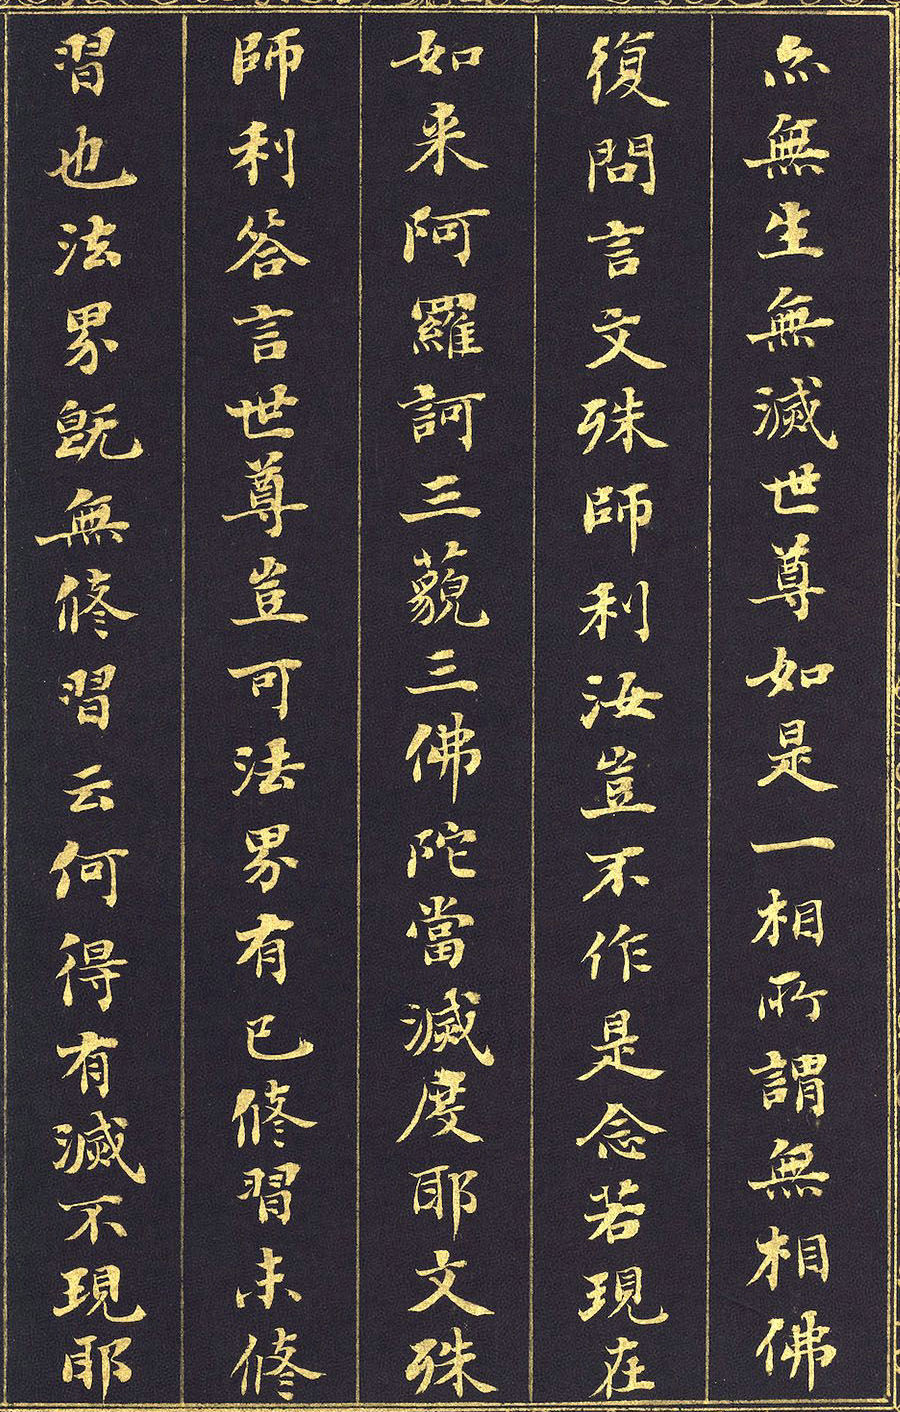 亦無生無滅世尊如是一相所謂無相佛
復問言文殊師利汝豈不作是念若現在
如来阿羅訶三藐三佛陀當滅度耶文殊
師利答言世尊豈可法界有已修習未修
習也法界既無修習云何得有滅不現耶